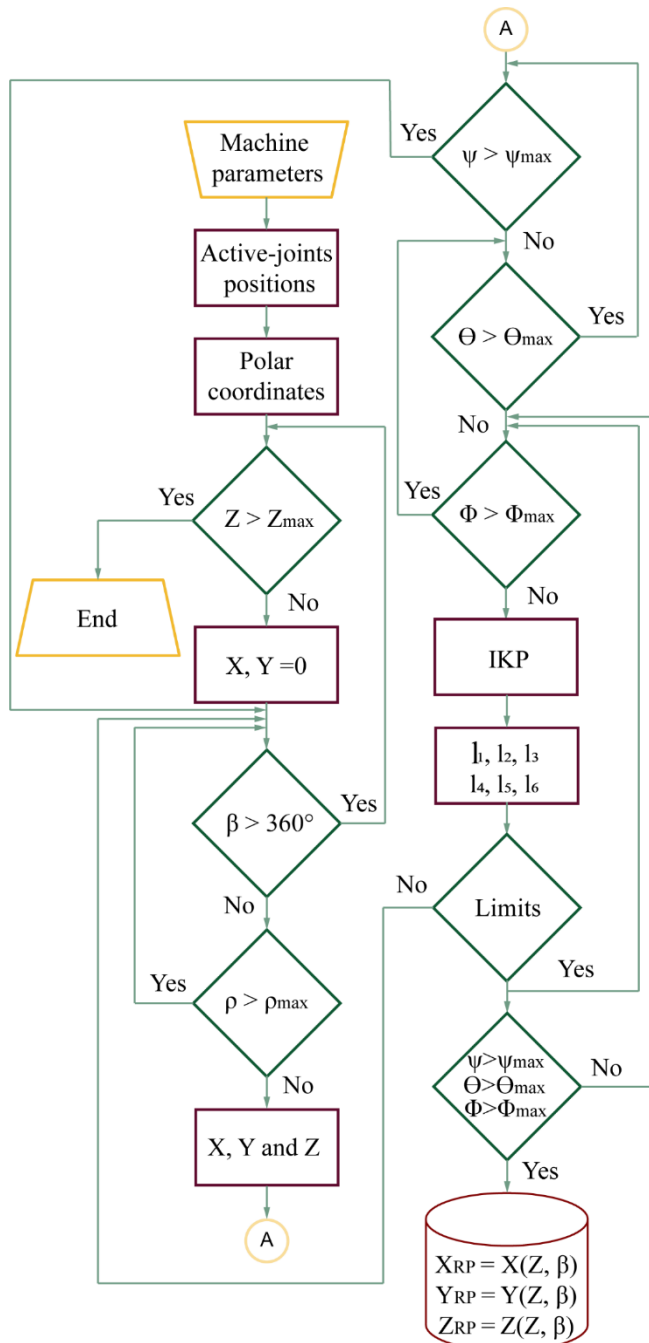 Machine
parameters
Active-joints
positions
Polar
coordinates
Yes
Z > Zmax
No
End
X, Y =0
β > 360°
Yes
No
Yes
ρ > ρmax
No
X, Y and Z
A
A
Yes
ψ > ψmax
No
Ө > Өmax
Yes
No
Yes
Φ > Φmax
No
IKP
l₁, l₂, l₃
l₄, l₅, l₆
No
Limits
Yes
ψ>ψmax
Ө>Өmax
Φ>Φmax
No
Yes
XRP = X(Z, β)
YRP = Y(Z, β)
ZRP = Z(Z, β)